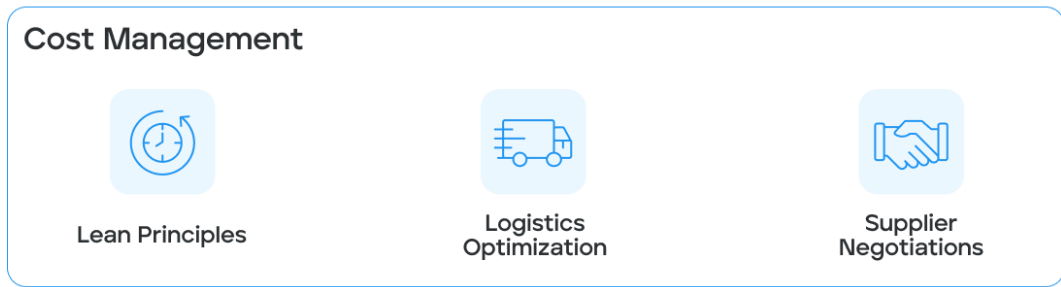 Cost Management
Lean Principles
Logistics
Optimization
Supplier
Negotiations